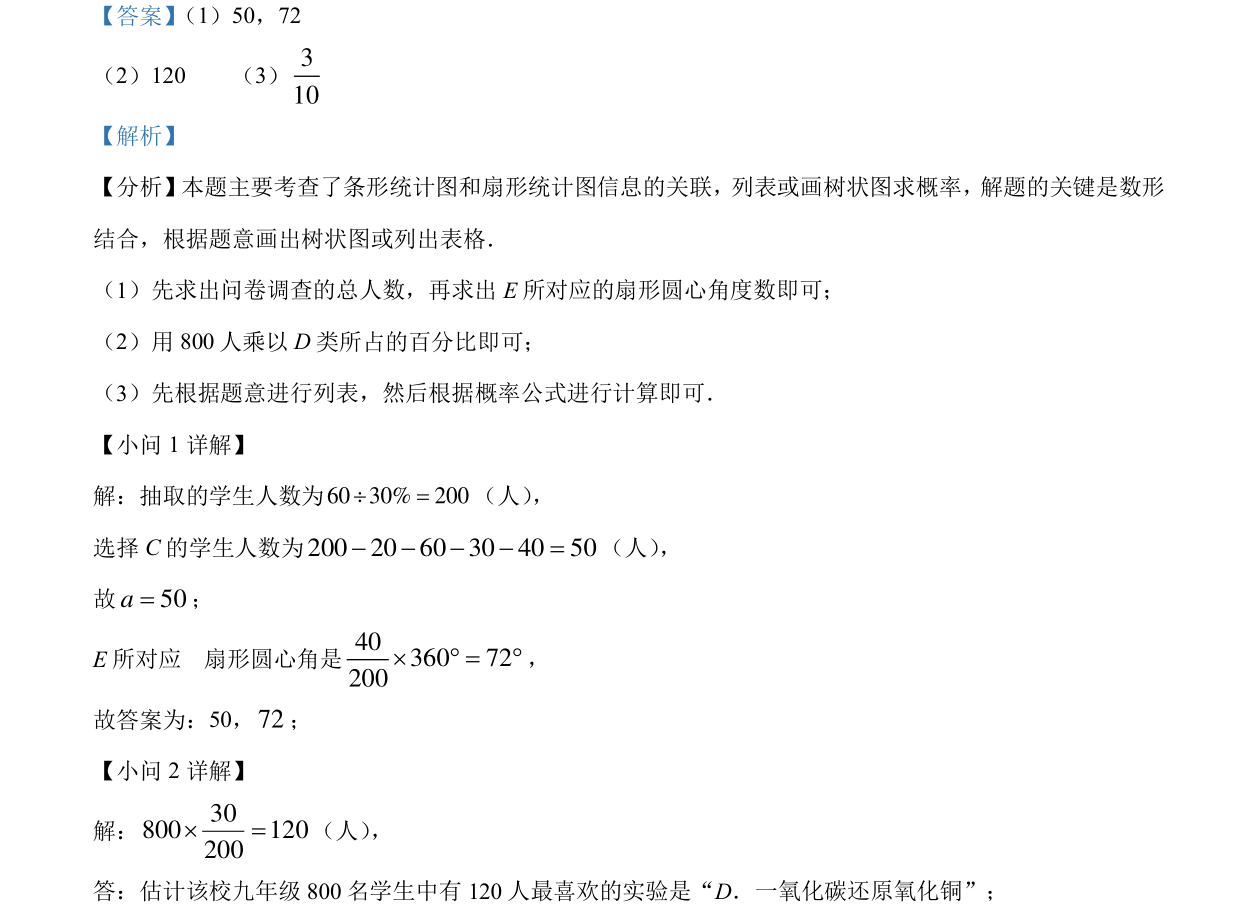 【答案】（1）50，72
（2）120　　（3）3/10
【解析】
【分析】本题主要考查了条形统计图和扇形统计图信息的关联，列表或画树状图求概率，解题的关键是数形
结合，根据题意画出树状图或列出表格．
（1）先求出问卷调查的总人数，再求出 E 所对应的扇形圆心角度数即可；
（2）用 800 人乘以 D 类所占的百分比即可；
（3）先根据题意进行列表，然后根据概率公式进行计算即可．
【小问 1 详解】
解：抽取的学生人数为 60÷30% = 200（人），
选择 C 的学生人数为 200 − 20 − 60 − 30 − 40 = 50（人），
故 a = 50；
E 所对应　扇形圆心角是 40/200 × 360° = 72°，
故答案为：50，72；
【小问 2 详解】
解：800 × 30/200 = 120（人），
答：估计该校九年级 800 名学生中有 120 人最喜欢的实验是“D．一氧化碳还原氧化铜”；